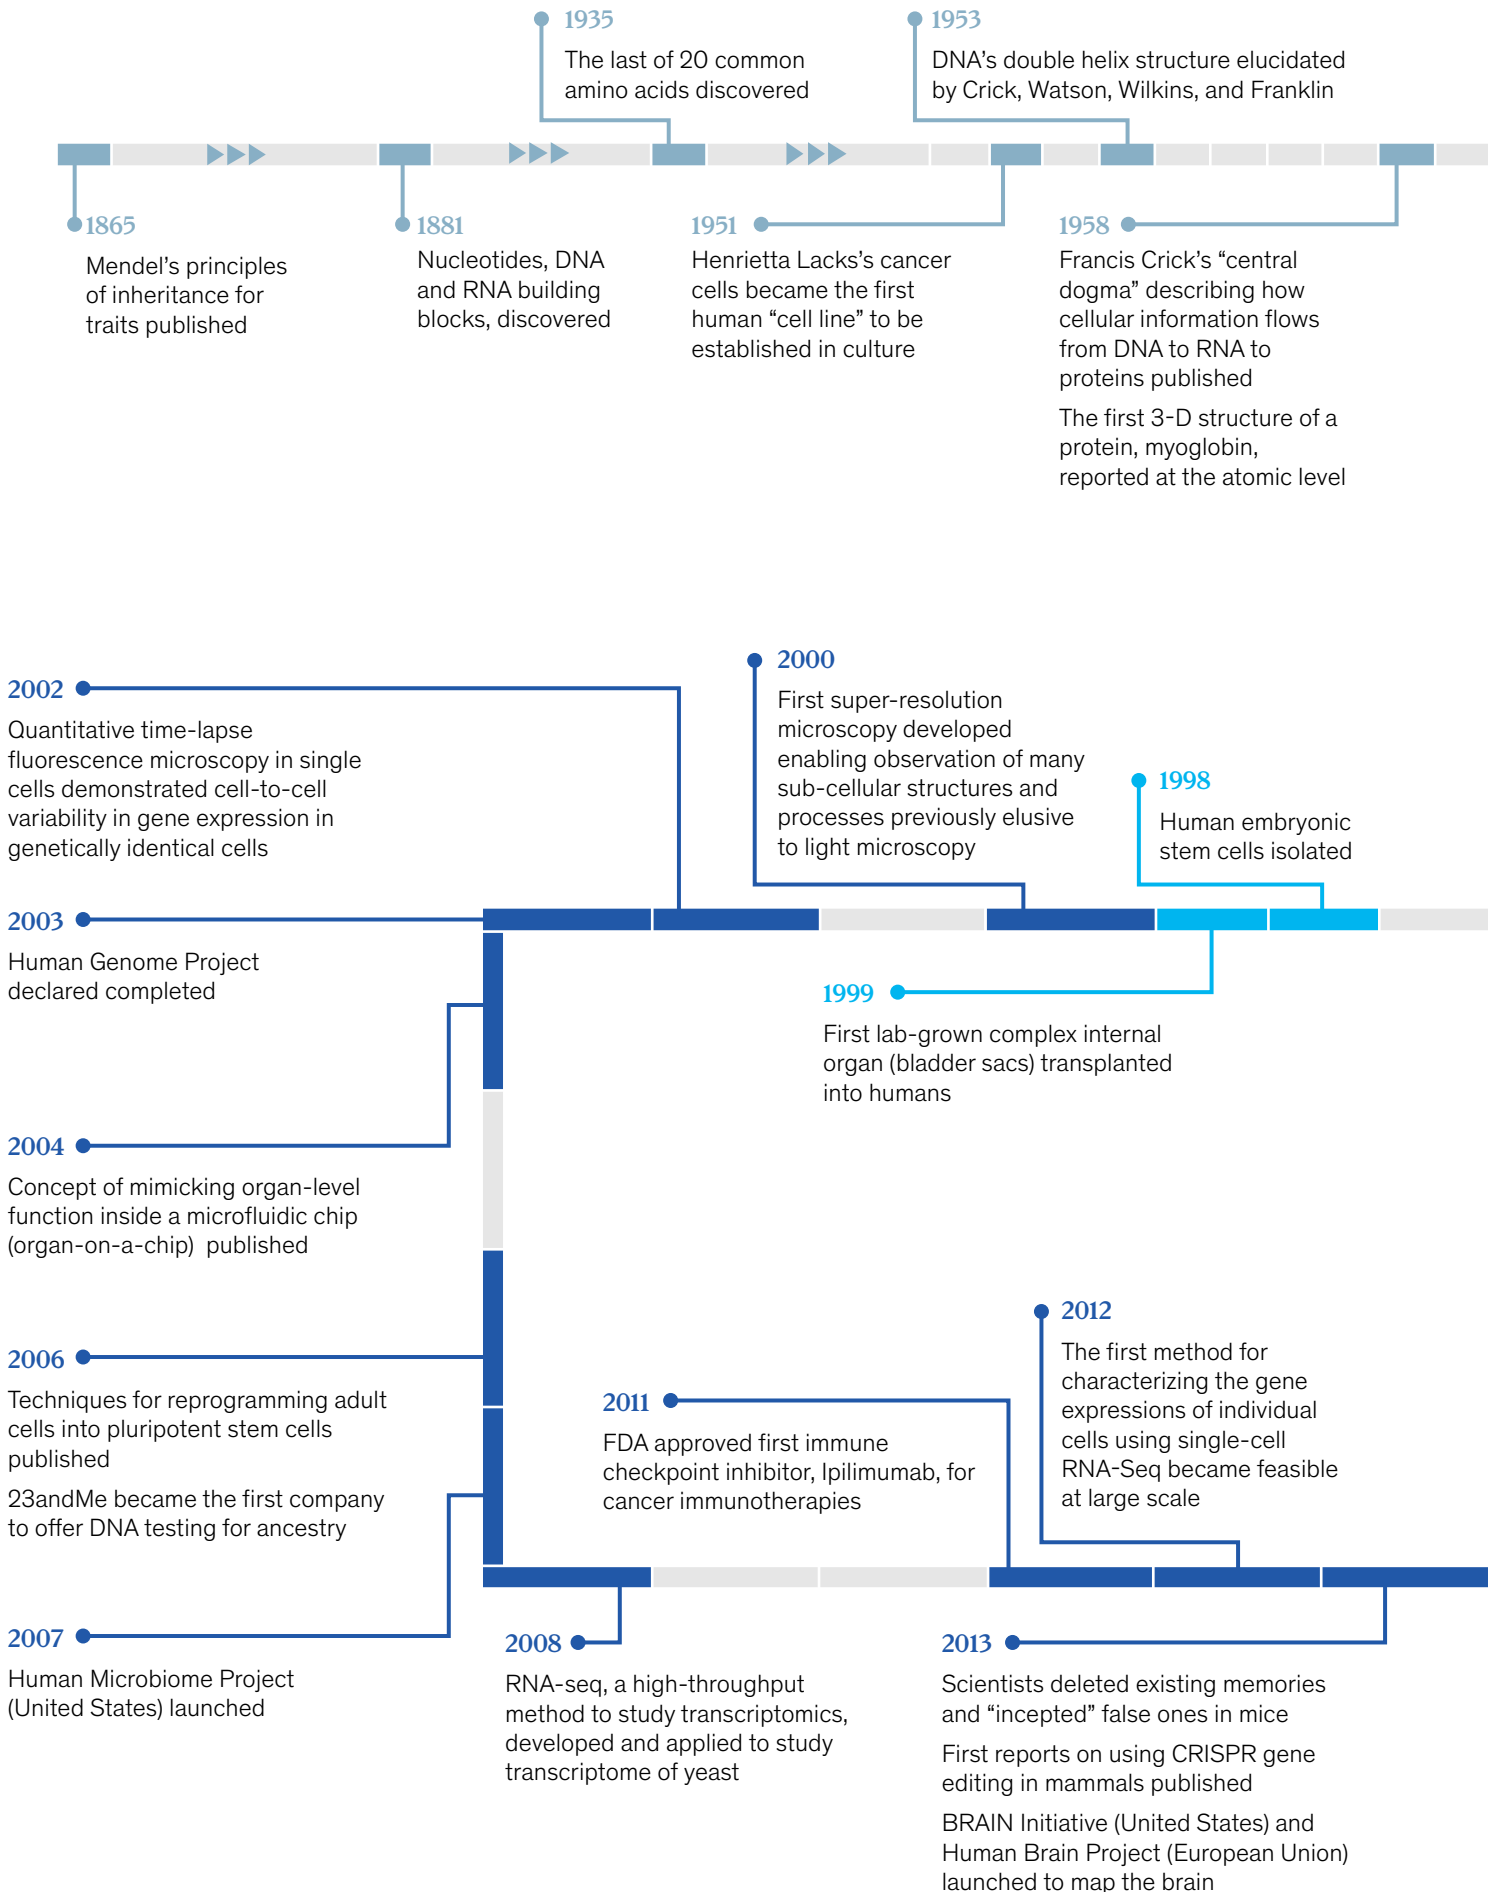 1935
The last of 20 common
amino acids discovered
1953
DNA’s double helix structure elucidated
by Crick, Watson, Wilkins, and Franklin
1865
Mendel’s principles
of inheritance for
traits published
1881
Nucleotides, DNA
and RNA building
blocks, discovered
1951
Henrietta Lacks’s cancer
cells became the first
human “cell line” to be
established in culture
1958
Francis Crick’s “central
dogma” describing how
cellular information flows
from DNA to RNA to
proteins published
The first 3-D structure of a
protein, myoglobin,
reported at the atomic level
2002
Quantitative time-lapse
fluorescence microscopy in single
cells demonstrated cell-to-cell
variability in gene expression in
genetically identical cells
2000
First super-resolution
microscopy developed
enabling observation of many
sub-cellular structures and
processes previously elusive
to light microscopy
1998
Human embryonic
stem cells isolated
2003
Human Genome Project
declared completed
1999
First lab-grown complex internal
organ (bladder sacs) transplanted
into humans
2004
Concept of mimicking organ-level
function inside a microfluidic chip
(organ-on-a-chip) published
2006
Techniques for reprogramming adult
cells into pluripotent stem cells
published
23andMe became the first company
to offer DNA testing for ancestry
2011
FDA approved first immune
checkpoint inhibitor, Ipilimumab, for
cancer immunotherapies
2012
The first method for
characterizing the gene
expressions of individual
cells using single-cell
RNA-Seq became feasible
at large scale
2007
Human Microbiome Project
(United States) launched
2008
RNA-seq, a high-throughput
method to study transcriptomics,
developed and applied to study
transcriptome of yeast
2013
Scientists deleted existing memories
and “incepted” false ones in mice
First reports on using CRISPR gene
editing in mammals published
BRAIN Initiative (United States) and
Human Brain Project (European Union)
launched to map the brain